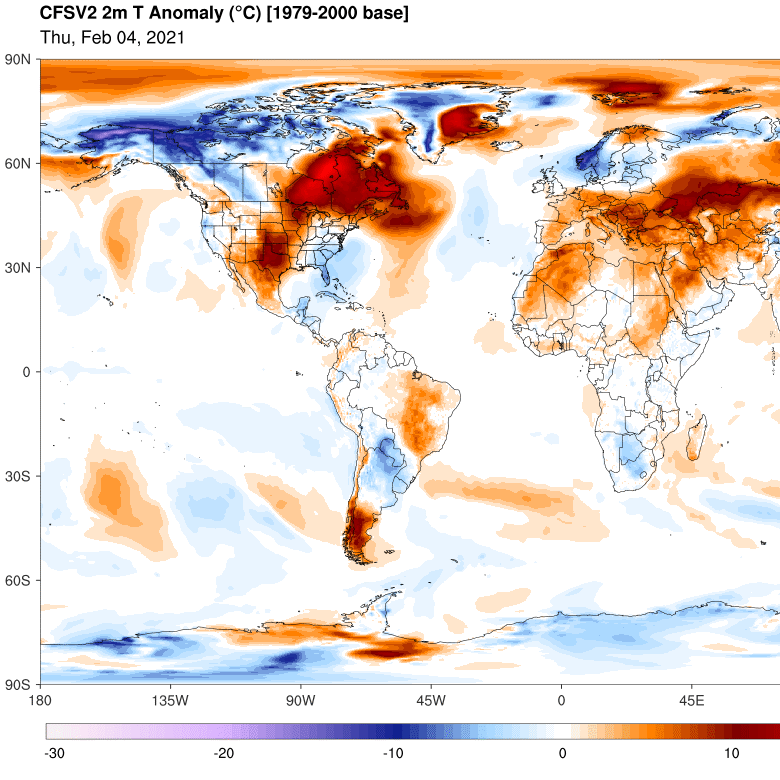 CFSV2 2m T Anomaly (°C) [1979-2000 base]
Thu, Feb 04, 2021
90N
60N
30N
0
30S
60S
90S
180
135W
90W
45W
0
45E
-30
-20
-10
0
10